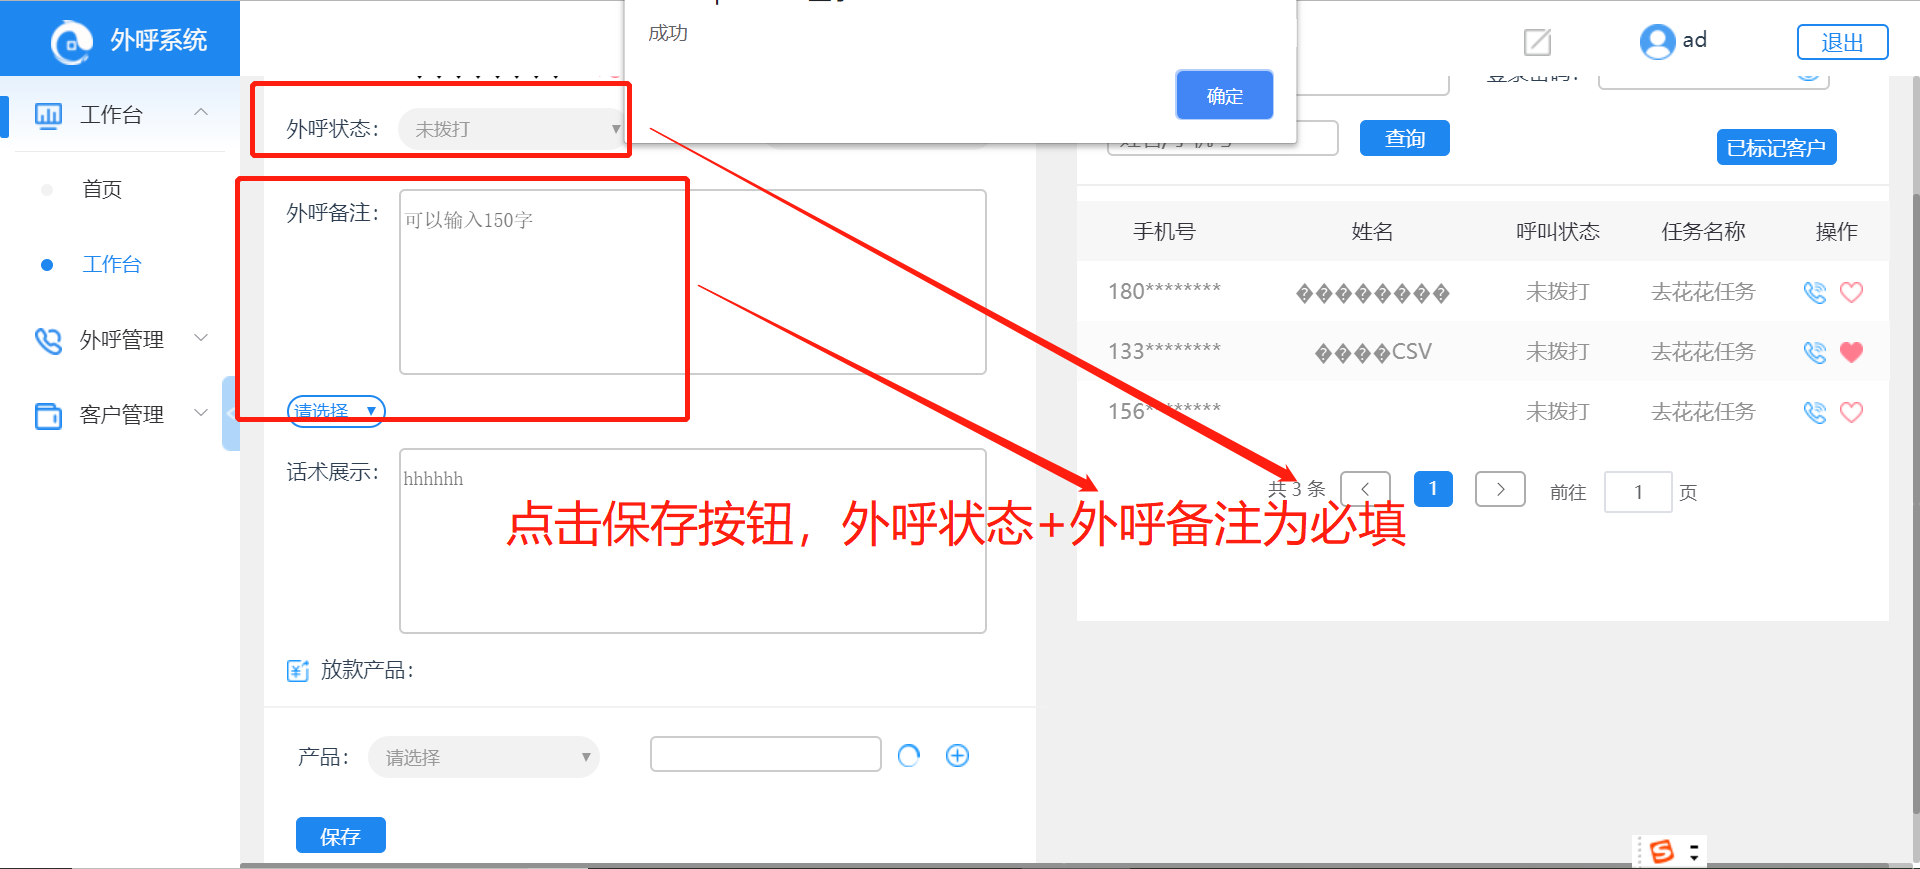 外呼系统
成功
确定
ad
退出
工作台
首页
工作台
外呼管理
客户管理
外呼状态：
未拨打
外呼备注：
可以输入150字
请选择
话术展示：
hhhhhh
点击保存按钮，外呼状态+外呼备注为必填
放款产品：
产品：
请选择
保存
登录密码：
查询
已标记客户
手机号 姓名 呼叫状态 任务名称 操作
180******** ��������� 未拨打 去花花任务
133******** ����CSV 未拨打 去花花任务
156******** 未拨打 去花花任务
共 3 条 1 前往 1 页